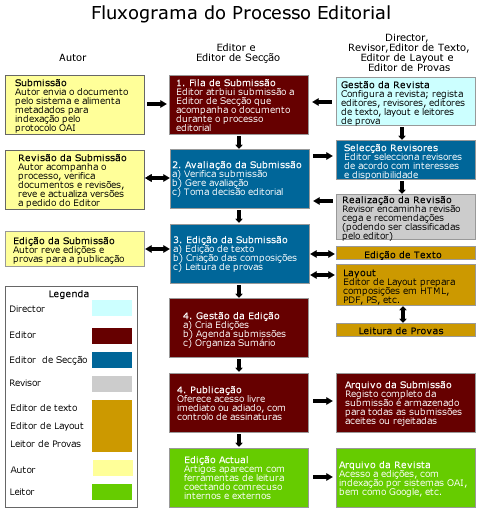 Fluxograma do Processo Editorial
Autor
Editor e
Editor de Secção
Director,
Revisor,Editor de Texto,
Editor de Layout e
Editor de Provas
Submissão
Autor envia o documento
pelo sistema e alimenta
metadados para
indexação pelo
protocolo OAI
1. Fila de Submissão
Editor atrbiui submissão a
Editor de Secção que
acompanha o documento
durante o processo
editorial
Gestão da Revista
Configura a revista; regista
editores, revisores, editores
de texto, layout e leitores
de prova
Revisão da Submissão
Autor acompanha o
processo, verifica
documentos e revisões,
reve e actualiza versões
a pedido do Editor
2. Avaliação da Submissão
a) Verifica submissão
b) Gere avaliação
c) Toma decisão editorial
Selecção Revisores
Editor selecciona revisores
de acordo com interesses
e disponibilidade
Realização da Revisão
Revisor encaminha revisão
cega e recomendações
(podendo ser classificadas
pelo editor)
Edição da Submissão
Autor reve edições e
provas para a publicação
3. Edição da Submissão
a) Edição de texto
b) Criação das composições
c) Leitura de provas
Edição de Texto
Layout
Editor de Layout prepara
composições em HTML,
PDF, PS, etc.
Leitura de Provas
4. Gestão da Edição
a) Cria Edições
b) Agenda submissões
c) Organiza Sumário
4. Publicação
Oferece acesso livre
imediato ou adiado, com
controlo de assinaturas
Arquivo da Submissão
Registo completo da
submissão é armazenado
para todas as submissões
aceites ou rejeitadas
Edição Actual
Artigos aparecem com
ferramentas de leitura
coectando comrecuso
internos e externos
Arquivo da Revista
Acesso a edições, com
indexação por sistemas OAI,
bem como Google, etc.
Legenda
Director
Editor
Editor de Secção
Revisor
Editor de texto
Editor de Layout
Leitor de Provas
Autor
Leitor